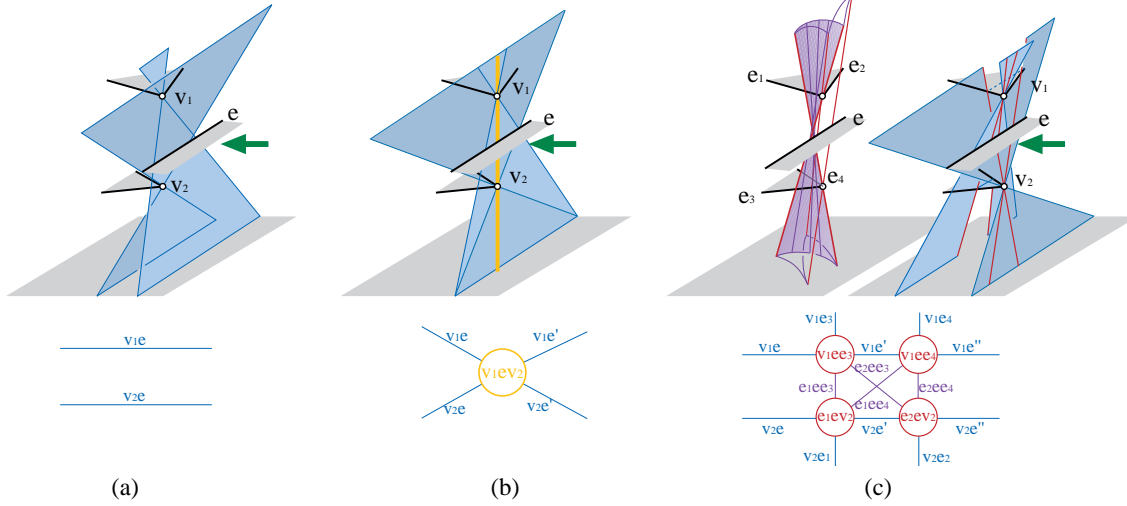 v1
e
v2
v1e
v2e
(a)
v1
e
v2
v1e
v1e'
v1ev2
v2e
v2e'
(b)
e1
e2
v1
e
e
e3
e4
v2
v1e3
v1e4
v1e
v1ee3
v1e'
v1ee4
v1e"
e2ee3
e1ee3
e2ee4
e1ee4
v2e
e1ev2
v2e'
e2ev2
v2e"
v2e1
v2e2
(c)